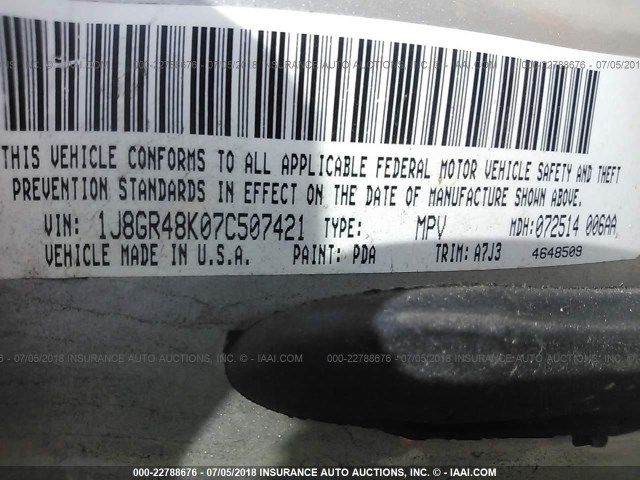 THIS VEHICLE CONFORMS TO ALL APPLICABLE FEDERAL MOTOR VEHICLE SAFETY AND THEFT
PREVENTION STANDARDS IN EFFECT ON THE DATE OF MANUFACTURE SHOWN ABOVE.
VIN: 1J8GR48K07C507421 TYPE: MPV MDH:072514 006AA
VEHICLE MADE IN U.S.A. PAINT: PDA TRIM: A7J3 4648509
000-22788676 - 07/05/2018 INSURANCE AUTO AUCTIONS, INC. - © - IAAI.COM